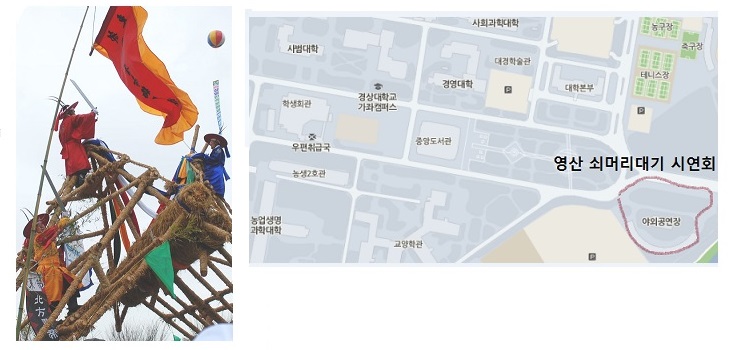 北方
사회과학대학
농구장
축구장
사범대학
대경학술관
테니스장
경영대학
대학본부
P
경상대학교
가좌캠퍼스
학생회관
P
우편취급국
중앙도서관
영산 쇠머리대기 시연회
농생2호관
농업생명
과학대학
교양학관
야외공연장
P